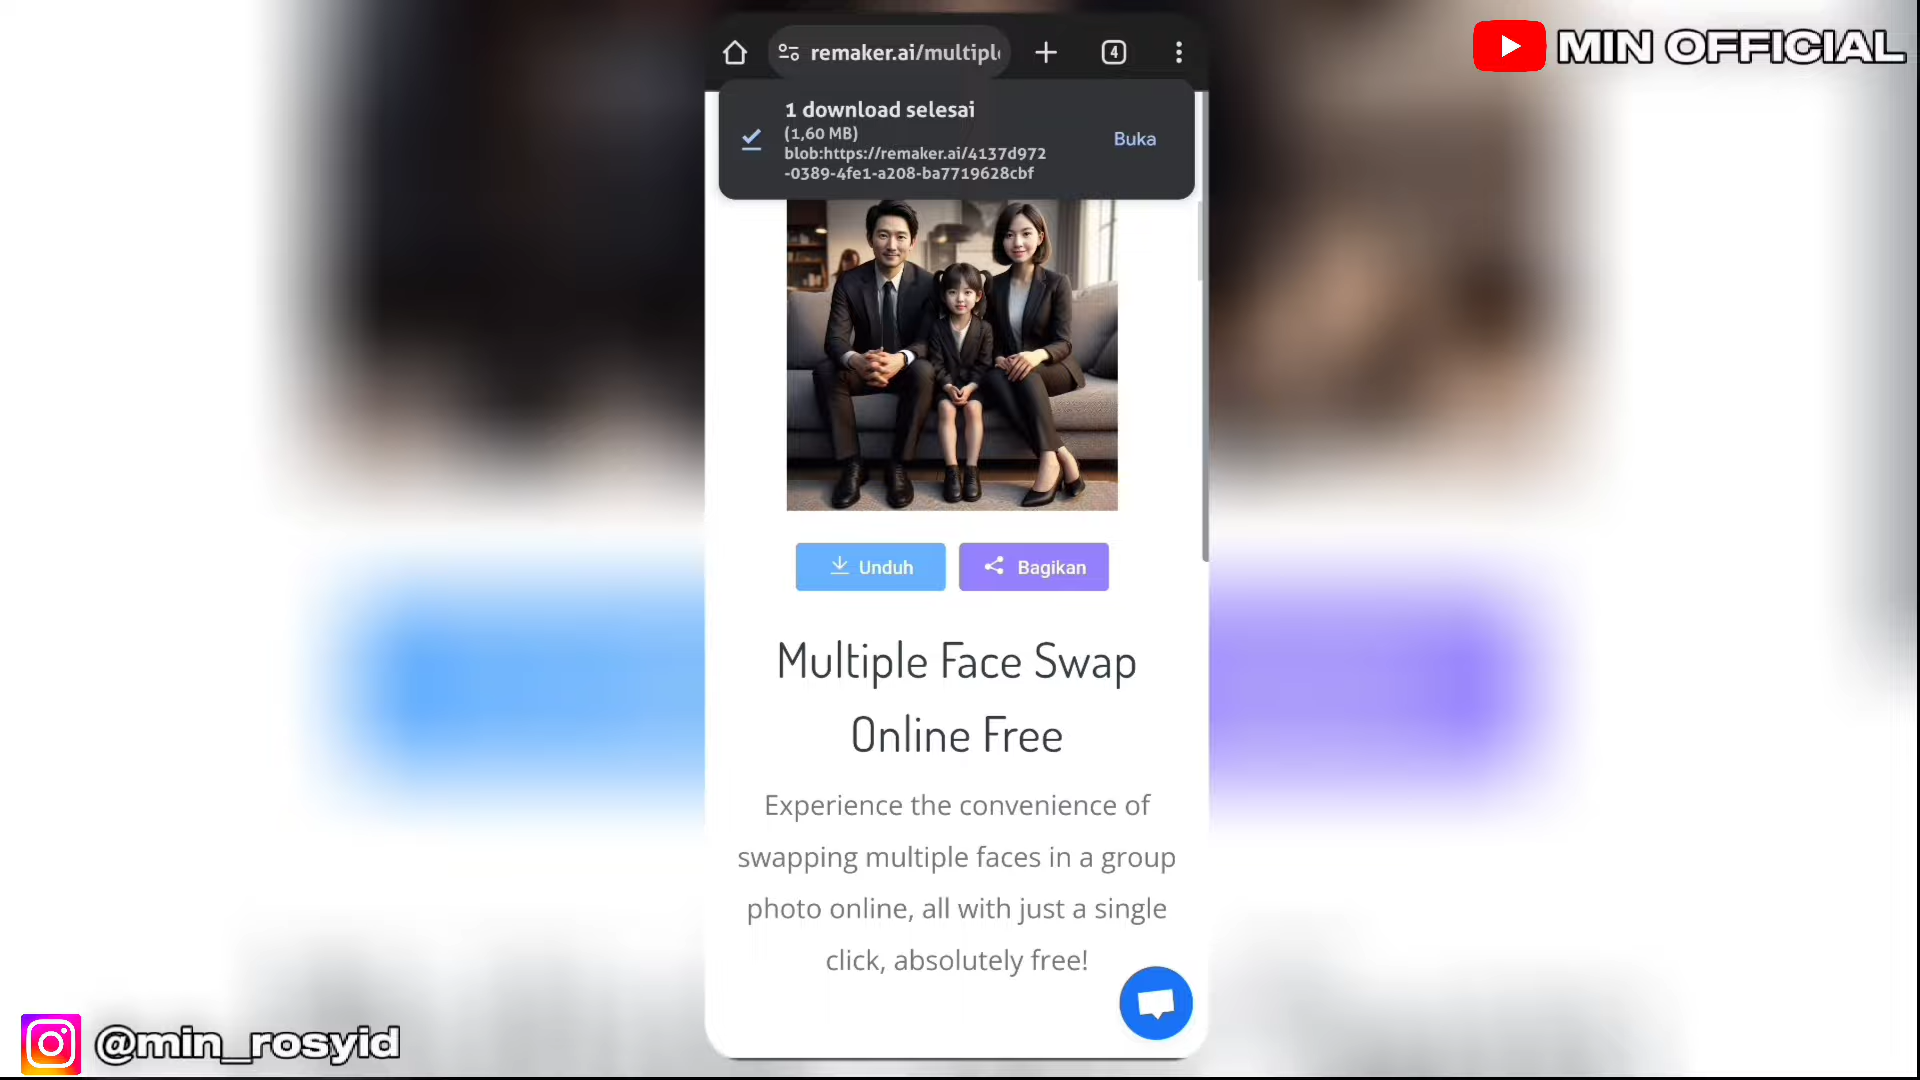 MIN OFFICIAL
remaker.ai/multipl
4
1 download selesai
(1,60 MB)
Buka
blob:https://remaker.ai/4137d972
-0389-4fe1-a208-ba7719628cbf
Unduh
Bagikan
Multiple Face Swap
Online Free
Experience the convenience of
swapping multiple faces in a group
photo online, all with just a single
click, absolutely free!
@min_rosyid